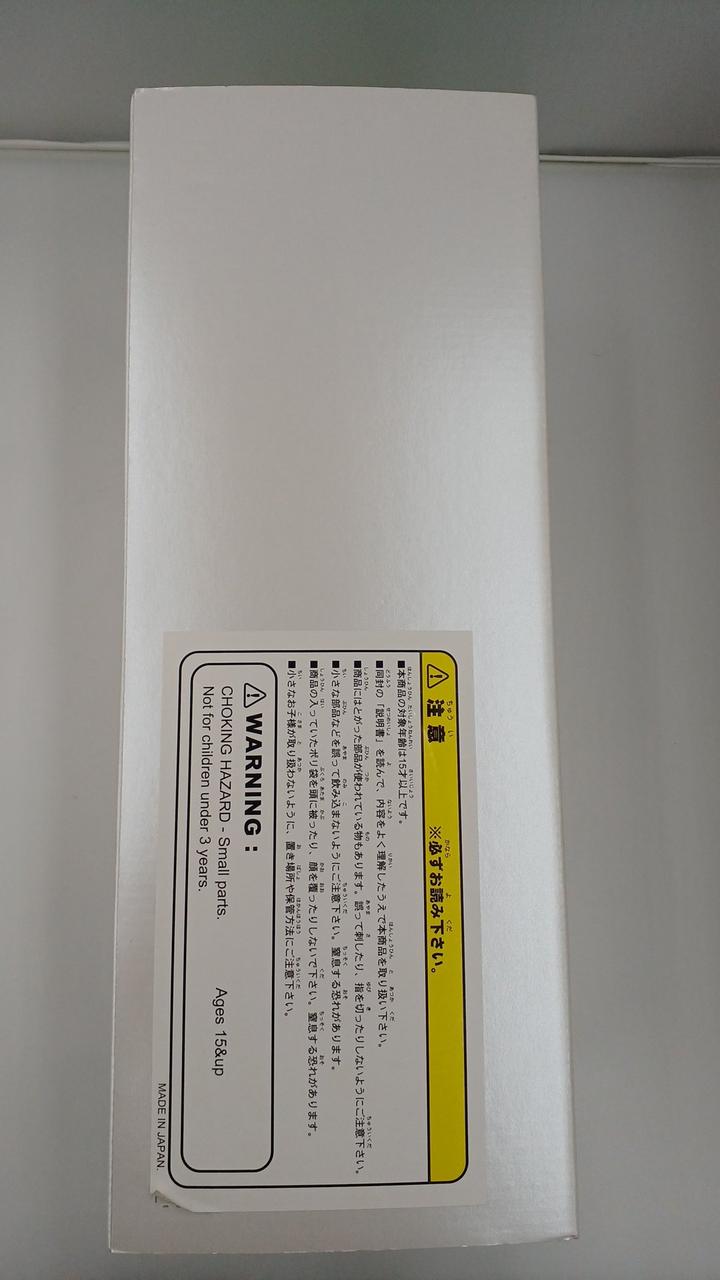 ⚠注意 ※必ずお読み下さい。
■本商品の対象年齢は15才以上です。
■同封の「説明書」を読んで、内容をよく理解したうえで本商品を取り扱い下さい。
■商品にはとがった部品が使われている物もあります。誤って刺したり、指を切ったりしないようにご注意下さい。
■小さな部品などを誤って飲み込まないようにご注意下さい。窒息する恐れがあります。
■商品の入っていたポリ袋を頭に被ったり、顔を覆ったりしないで下さい。窒息する恐れがあります。
■小さなお子様が取り扱わないように、置き場所や保管方法にご注意下さい。
⚠WARNING :
CHOKING HAZARD - Small parts. Ages 15&up
Not for children under 3 years.
MADE IN JAPAN.